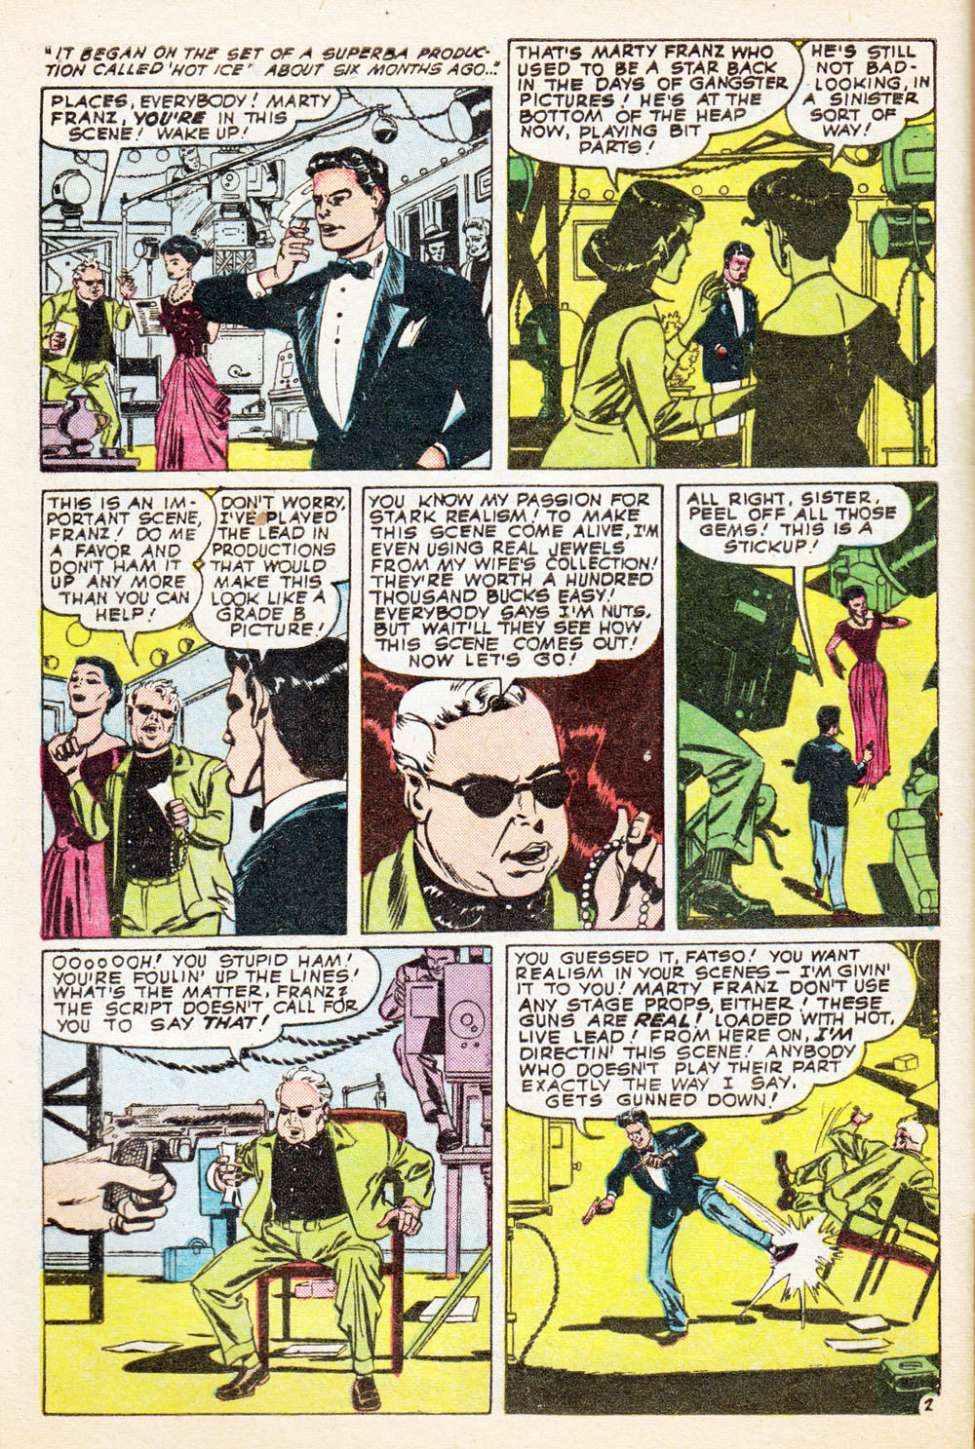 "IT BEGAN ON THE SET OF A SUPERBA PRODUC-
TION CALLED 'HOT ICE' ABOUT SIX MONTHS AGO..."
PLACES, EVERYBODY! MARTY
FRANZ, YOU'RE IN THIS
SCENE! WAKE UP!
THAT'S MARTY FRANZ WHO
USED TO BE A STAR BACK
IN THE DAYS OF GANGSTER
PICTURES! HE'S AT THE
BOTTOM OF THE HEAP
NOW, PLAYING BIT
PARTS!
HE'S STILL
NOT BAD-
LOOKING, IN
A SINISTER
SORT OF
WAY!
THIS IS AN IM-
PORTANT SCENE,
FRANZ! DO ME
A FAVOR AND
DON'T HAM IT
UP ANY MORE
THAN YOU CAN
HELP!
DON'T WORRY,
I'VE PLAYED
THE LEAD IN
PRODUCTIONS
THAT WOULD
MAKE THIS
LOOK LIKE A
GRADE B
PICTURE!
YOU KNOW MY PASSION FOR
STARK REALISM! TO MAKE
THIS SCENE COME ALIVE, I'M
EVEN USING REAL JEWELS
FROM MY WIFE'S COLLECTION!
THEY'RE WORTH A HUNDRED
THOUSAND BUCKS EASY!
EVERYBODY SAYS I'M NUTS,
BUT WAIT'LL THEY SEE HOW
THIS SCENE COMES OUT!
NOW LET'S GO!
ALL RIGHT, SISTER,
PEEL OFF ALL THOSE
GEMS! THIS IS A
STICKUP!
OOOOOOH! YOU STUPID HAM!
YOU'RE FOULIN' UP THE LINES!
WHAT'S THE MATTER, FRANZ?
THE SCRIPT DOESN'T CALL FOR
YOU TO SAY THAT!
YOU GUESSED IT, FATSO! YOU WANT
REALISM IN YOUR SCENES — I'M GIVIN'
IT TO YOU! MARTY FRANZ DON'T USE
ANY STAGE PROPS, EITHER! THESE
GUNS ARE REAL! LOADED WITH HOT,
LIVE LEAD! FROM HERE ON, I'M
DIRECTIN' THIS SCENE! ANYBODY
WHO DOESN'T PLAY THEIR PART
EXACTLY THE WAY I SAY,
GETS GUNNED DOWN!
2